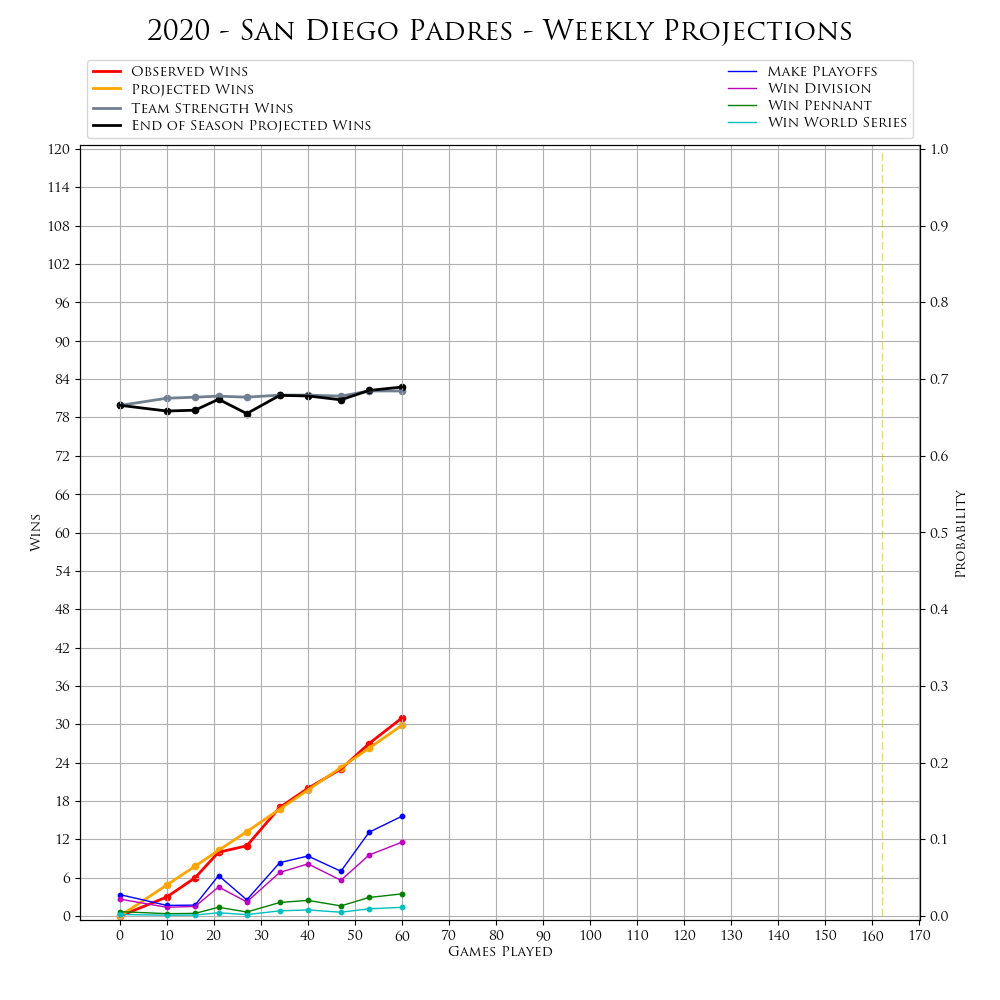 2020 - San Diego Padres - Weekly Projections
Observed Wins
Projected Wins
Team Strength Wins
End of Season Projected Wins
Make Playoffs
Win Division
Win Pennant
Win World Series
120
114
108
102
96
90
84
78
72
66
60
54
48
42
36
30
24
18
12
6
0
Wins
1.0
0.9
0.8
0.7
0.6
0.5
0.4
0.3
0.2
0.1
0.0
Probability
0 10 20 30 40 50 60 70 80 90 100 110 120 130 140 150 160 170
Games Played